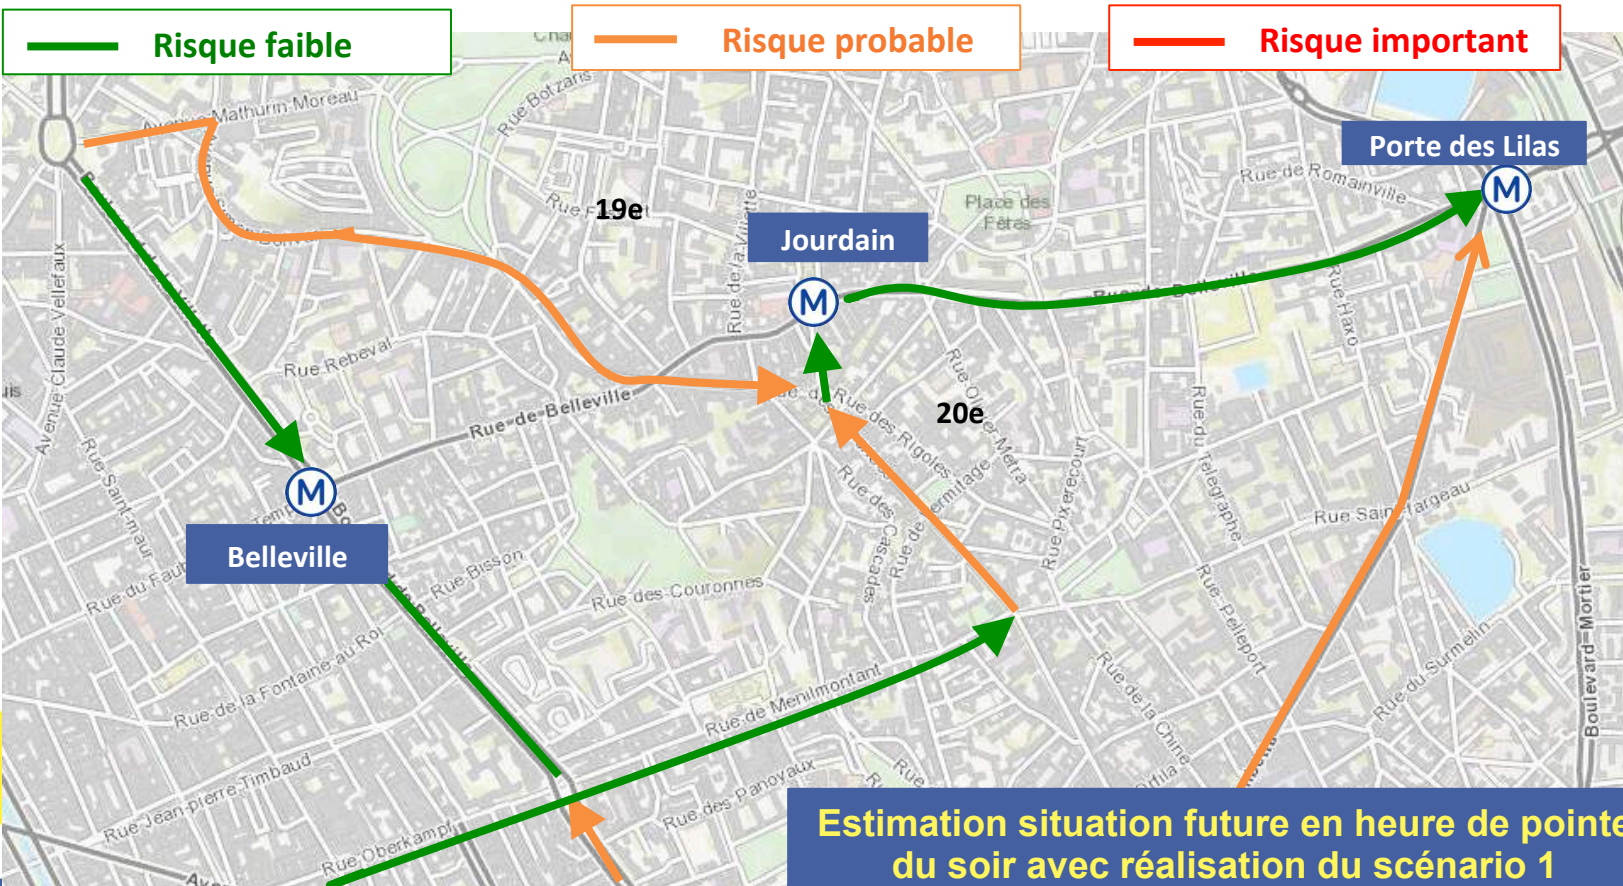 Risque faible
Risque probable
Risque important
Avenue Mathurin Moreau
Rue Botzaris
Porte des Lilas
M
Rue de Romainville
19e
Place des
Fêtes
Jourdain
M
Rue de la Villette
Avenue Claude Vellefaux
Rue de Belleville
Rue Haxo
Rue Rebeval
Rue de Belleville
Rue des Rigoles
20e
Rue Saint-maur
M
Belleville
Rue Bisson
Rue des Couronnes
Rue des Cascades
Rue Pixerecourt
Rue du Telegraphe
Rue Saint-fargeau
Rue de la Fontaine au Roi
Rue de Menilmontant
Rue de la Chine
Rue Pelleport
Rue du Surmelin
Boulevard Mortier
Rue Jean-pierre Timbaud
Rue des Panoyaux
Rue Oberkampf
Rue
Orfila
Estimation situation future en heure de pointe
du soir avec réalisation du scénario 1